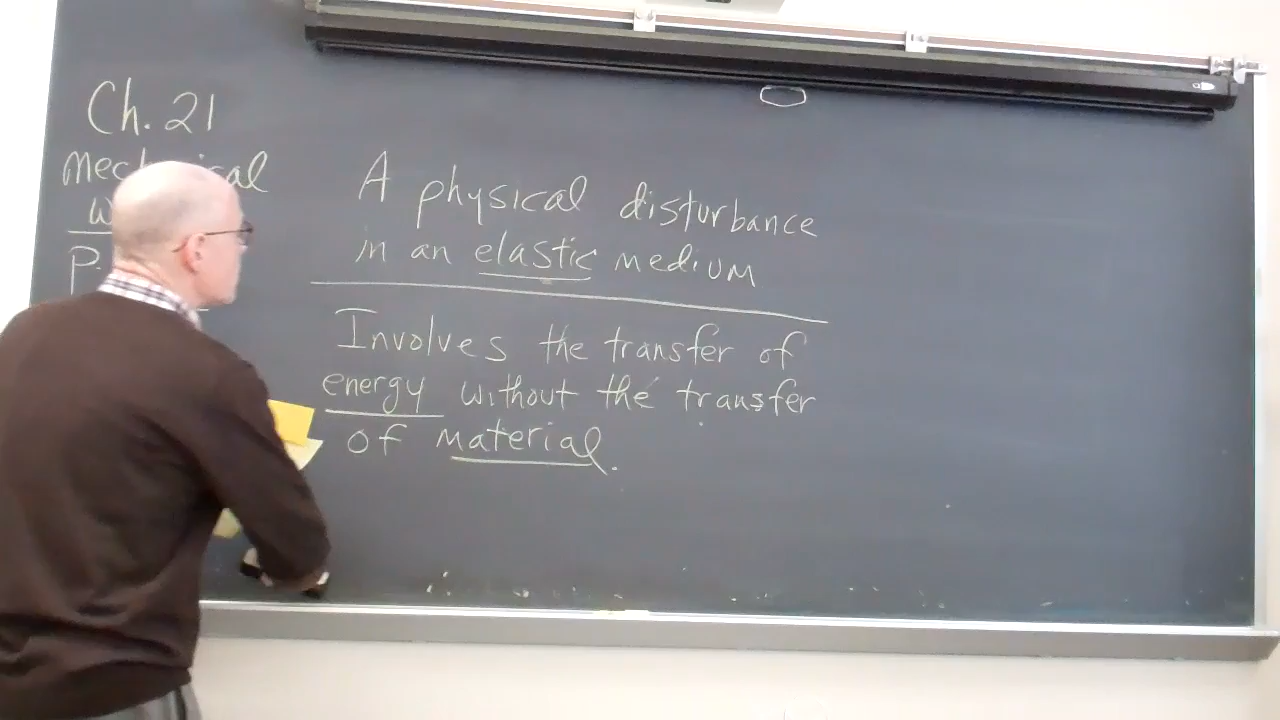 Ch. 21
A physical disturbance
in an elastic medium
Involves the transfer of
energy without the transfer
of material.